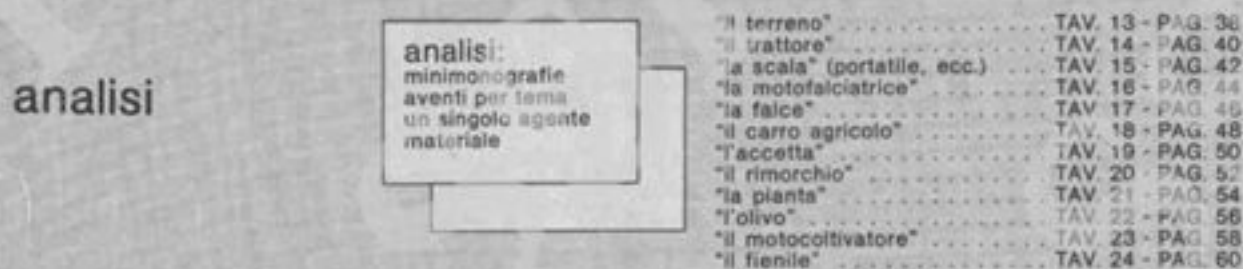 analisi
analisi:
minimonografie
aventi per tema
un singolo agente
materiale
"il terreno" . . . . . . . . . . . . TAV. 13 - PAG. 38
"il trattore" . . . . . . . . . . . . TAV. 14 - PAG. 40
"la scala" (portatile, ecc.) . . . TAV. 15 - PAG. 42
"la motofalciatrice" . . . . . . . TAV. 16 - PAG. 44
"la falce" . . . . . . . . . . . . . . TAV. 17 - PAG. 46
"il carro agricolo" . . . . . . . . TAV. 18 - PAG. 48
"l'accetta" . . . . . . . . . . . . . TAV. 19 - PAG. 50
"il rimorchio" . . . . . . . . . . . TAV. 20 - PAG. 52
"la pianta" . . . . . . . . . . . . . TAV. 21 - PAG. 54
"l'olivo" . . . . . . . . . . . . . . TAV. 22 - PAG. 56
"il motocoltivatore" . . . . . . . TAV. 23 - PAG. 58
"il fienile" . . . . . . . . . . . . . TAV. 24 - PAG. 60